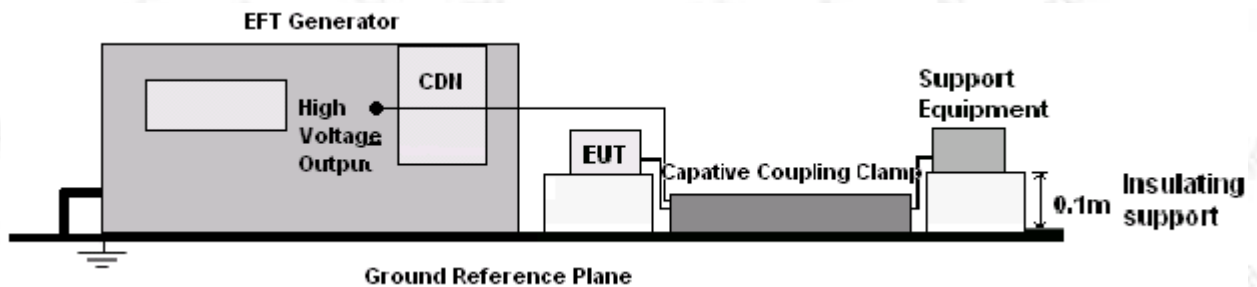 EFT Generator
CDN
High
Voltage
Output
EUT
Capative Coupling Clamp
Support
Equipment
0.1m
Insulating
support
Ground Reference Plane